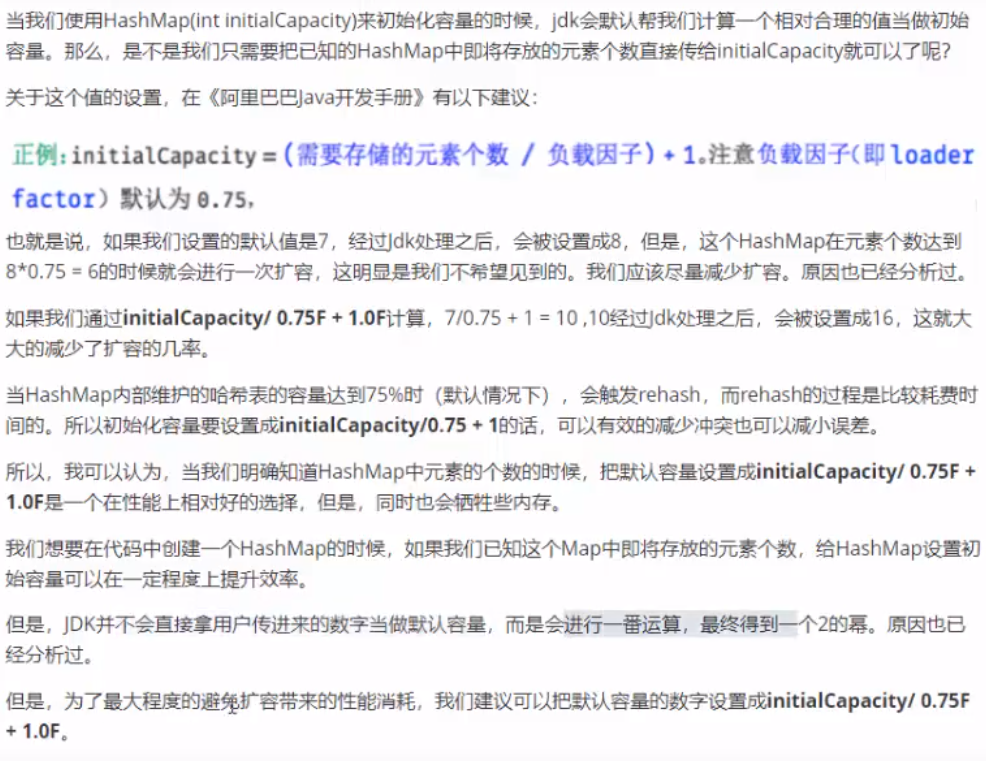 当我们使用HashMap(int initialCapacity)来初始化容量的时候，jdk会默认帮我们计算一个相对合理的值当做初始
容量。那么，是不是我们只需要把已知的HashMap中即将存放的元素个数直接传给initialCapacity就可以了呢？
关于这个值的设置，在《阿里巴巴Java开发手册》有以下建议：
正例：initialCapacity = (需要存储的元素个数 / 负载因子) + 1。注意负载因子（即 loader
factor）默认为 0.75，
也就是说，如果我们设置的默认值是7，经过Jdk处理之后，会被设置成8，但是，这个HashMap在元素个数达到
8*0.75 = 6的时候就会进行一次扩容，这明显是我们不希望见到的。我们应该尽量减少扩容。原因也已经分析过。
如果我们通过initialCapacity/ 0.75F + 1.0F计算，7/0.75 + 1 = 10 ,10经过Jdk处理之后，会被设置成16，这就大
大的减少了扩容的几率。
当HashMap内部维护的哈希表的容量达到75%时（默认情况下），会触发rehash，而rehash的过程是比较耗费时
间的。所以初始化容量要设置成initialCapacity/0.75 + 1的话，可以有效的减少冲突也可以减小误差。
所以，我可以认为，当我们明确知道HashMap中元素的个数的时候，把默认容量设置成initialCapacity/ 0.75F +
1.0F是一个在性能上相对好的选择，但是，同时也会牺牲些内存。
我们想要在代码中创建一个HashMap的时候，如果我们已知这个Map中即将存放的元素个数，给HashMap设置初
始容量可以在一定程度上提升效率。
但是，JDK并不会直接拿用户传进来的数字当做默认容量，而是会进行一番运算，最终得到一个2的幂。原因也已
经分析过。
但是，为了最大程度的避免扩容带来的性能消耗，我们建议可以把默认容量的数字设置成initialCapacity/ 0.75F
+ 1.0F。